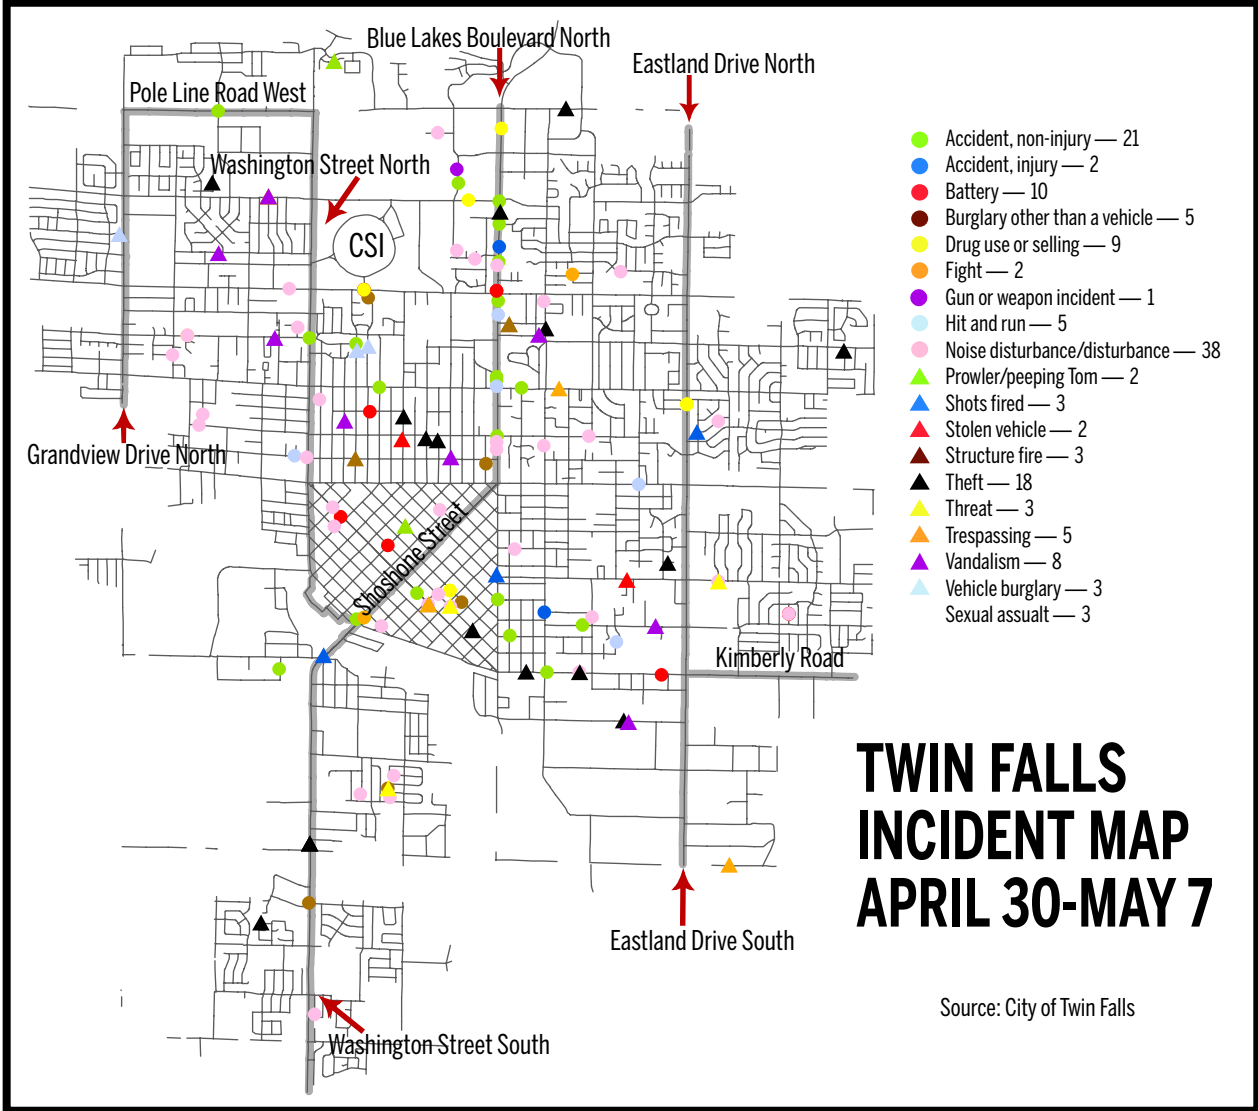 Blue Lakes Boulevard North
Eastland Drive North
Pole Line Road West
Washington Street North
CSI
Grandview Drive North
Shoshone Street
Kimberly Road
Eastland Drive South
Washington Street South
Accident, non-injury — 21
Accident, injury — 2
Battery — 10
Burglary other than a vehicle — 5
Drug use or selling — 9
Fight — 2
Gun or weapon incident — 1
Hit and run — 5
Noise disturbance/disturbance — 38
Prowler/peeping Tom — 2
Shots fired — 3
Stolen vehicle — 2
Structure fire — 3
Theft — 18
Threat — 3
Trespassing — 5
Vandalism — 8
Vehicle burglary — 3
Sexual assualt — 3
TWIN FALLS
INCIDENT MAP
APRIL 30-MAY 7
Source: City of Twin Falls